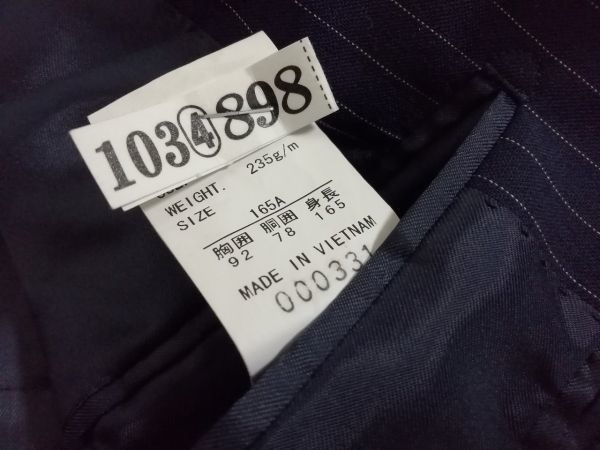 103④898
WEIGHT. 235g/m
SIZE 165A
胸囲 胴囲 身長
92 78 165
MADE IN VIETNAM
000331